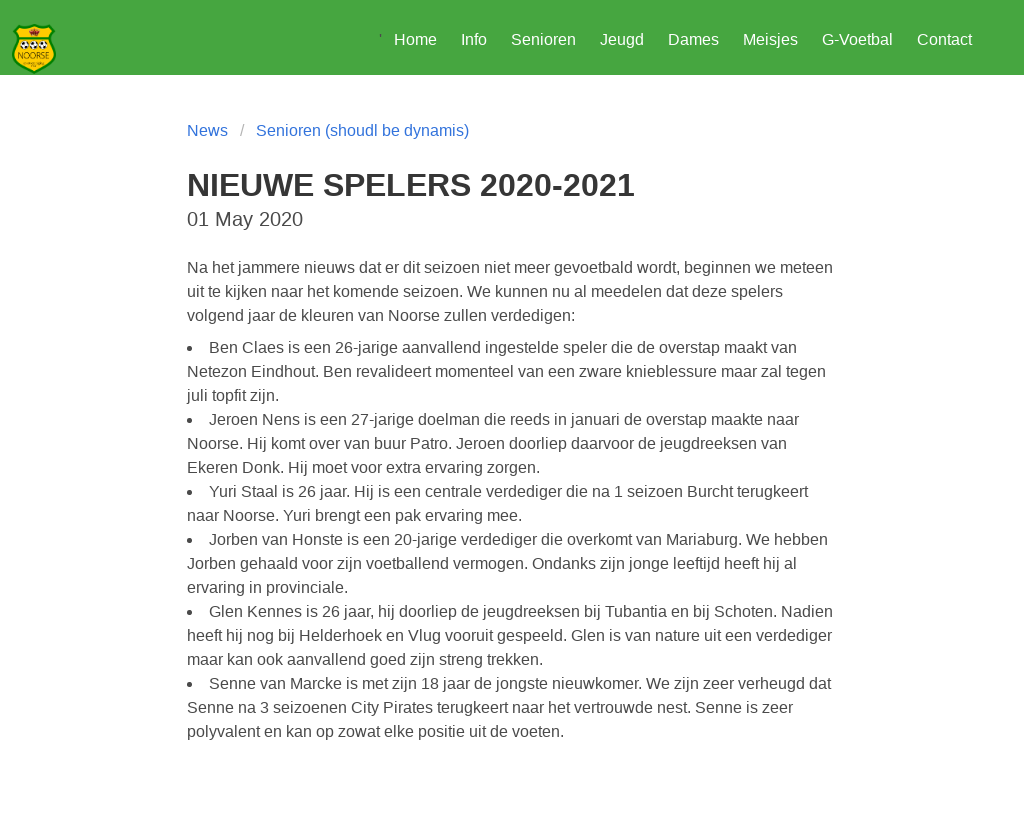 NOORSE
' Home Info Senioren Jeugd Dames Meisjes G-Voetbal Contact
News / Senioren (shoudl be dynamis)
NIEUWE SPELERS 2020-2021
01 May 2020
Na het jammere nieuws dat er dit seizoen niet meer gevoetbald wordt, beginnen we meteen
uit te kijken naar het komende seizoen. We kunnen nu al meedelen dat deze spelers
volgend jaar de kleuren van Noorse zullen verdedigen:
• Ben Claes is een 26-jarige aanvallend ingestelde speler die de overstap maakt van
Netezon Eindhout. Ben revalideert momenteel van een zware knieblessure maar zal tegen
juli topfit zijn.
• Jeroen Nens is een 27-jarige doelman die reeds in januari de overstap maakte naar
Noorse. Hij komt over van buur Patro. Jeroen doorliep daarvoor de jeugdreeksen van
Ekeren Donk. Hij moet voor extra ervaring zorgen.
• Yuri Staal is 26 jaar. Hij is een centrale verdediger die na 1 seizoen Burcht terugkeert
naar Noorse. Yuri brengt een pak ervaring mee.
• Jorben van Honste is een 20-jarige verdediger die overkomt van Mariaburg. We hebben
Jorben gehaald voor zijn voetballend vermogen. Ondanks zijn jonge leeftijd heeft hij al
ervaring in provinciale.
• Glen Kennes is 26 jaar, hij doorliep de jeugdreeksen bij Tubantia en bij Schoten. Nadien
heeft hij nog bij Helderhoek en Vlug vooruit gespeeld. Glen is van nature uit een verdediger
maar kan ook aanvallend goed zijn streng trekken.
• Senne van Marcke is met zijn 18 jaar de jongste nieuwkomer. We zijn zeer verheugd dat
Senne na 3 seizoenen City Pirates terugkeert naar het vertrouwde nest. Senne is zeer
polyvalent en kan op zowat elke positie uit de voeten.